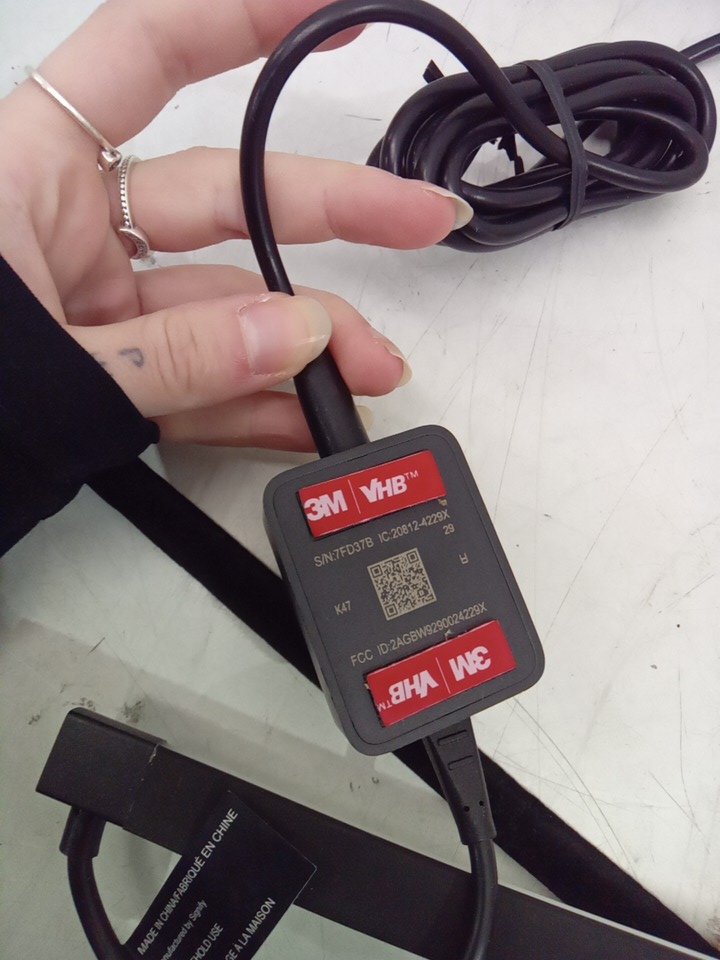 3M VHB™
S/N:7FD37B IC:20812-4229X
29
K47
R
FCC ID:2AGBW9290024229X
3M VHB™
MADE IN CHINA/FABRIQUÉ EN CHINE
Manufactured by Signify
HOLD USE
GE À LA MAISON